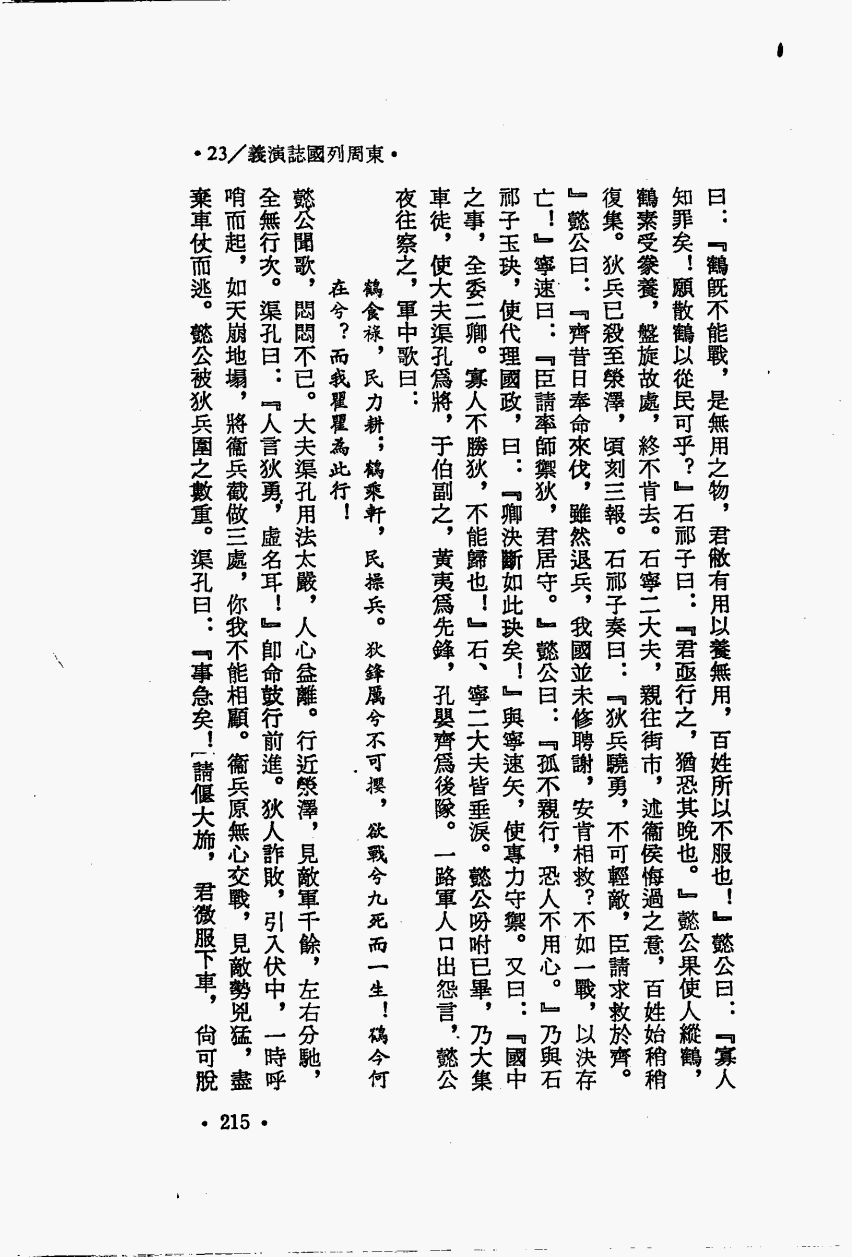 •東周列國誌演義/23•
曰：『鶴既不能戰，是無用之物，君敝有用以養無用，百姓所以不服也！』懿公曰：『寡人
知罪矣！願散鶴以從民可乎？』石祁子曰：『君亟行之，猶恐其晚也。』懿公果使人縱鶴，
鶴素受豢養，盤旋故處，終不肯去。石寧二大夫，親往街市，述衞侯悔過之意，百姓始稍稍
復集。狄兵已殺至滎澤，頃刻三報。石祁子奏曰：『狄兵驍勇，不可輕敵，臣請求救於齊。
』懿公曰：『齊昔日奉命來伐，雖然退兵，我國並未修聘謝，安肯相救？不如一戰，以決存
亡！』寧速曰：『臣請率師禦狄，君居守。』懿公曰：『孤不親行，恐人不用心。』乃與石
祁子玉玦，使代理國政，曰：『卿決斷如此玦矣！』與寧速矢，使專力守禦。又曰：『國中
之事，全委二卿。寡人不勝狄，不能歸也！』石、寧二大夫皆垂淚。懿公吩咐已畢，乃大集
車徒，使大夫渠孔爲將，于伯副之，黃夷爲先鋒，孔嬰齊爲後隊。一路軍人口出怨言，懿公
夜往察之，軍中歌曰：
鶴食祿，民力耕；鶴乘軒，民操兵。狄鋒厲兮不可攖，欲戰兮九死而一生！鶴今何
在兮？而我瞿瞿為此行！
懿公聞歌，悶悶不已。大夫渠孔用法太嚴，人心益離。行近滎澤，見敵軍千餘，左右分馳，
全無行次。渠孔曰：『人言狄勇，虛名耳！』卽命鼓行前進。狄人詐敗，引入伏中，一時呼
哨而起，如天崩地塌，將衞兵截做三處，你我不能相顧。衞兵原無心交戰，見敵勢兇猛，盡
棄車仗而逃。懿公被狄兵圍之數重。渠孔曰：『事急矣！請偃大旆，君微服下車，尙可脫
•215•